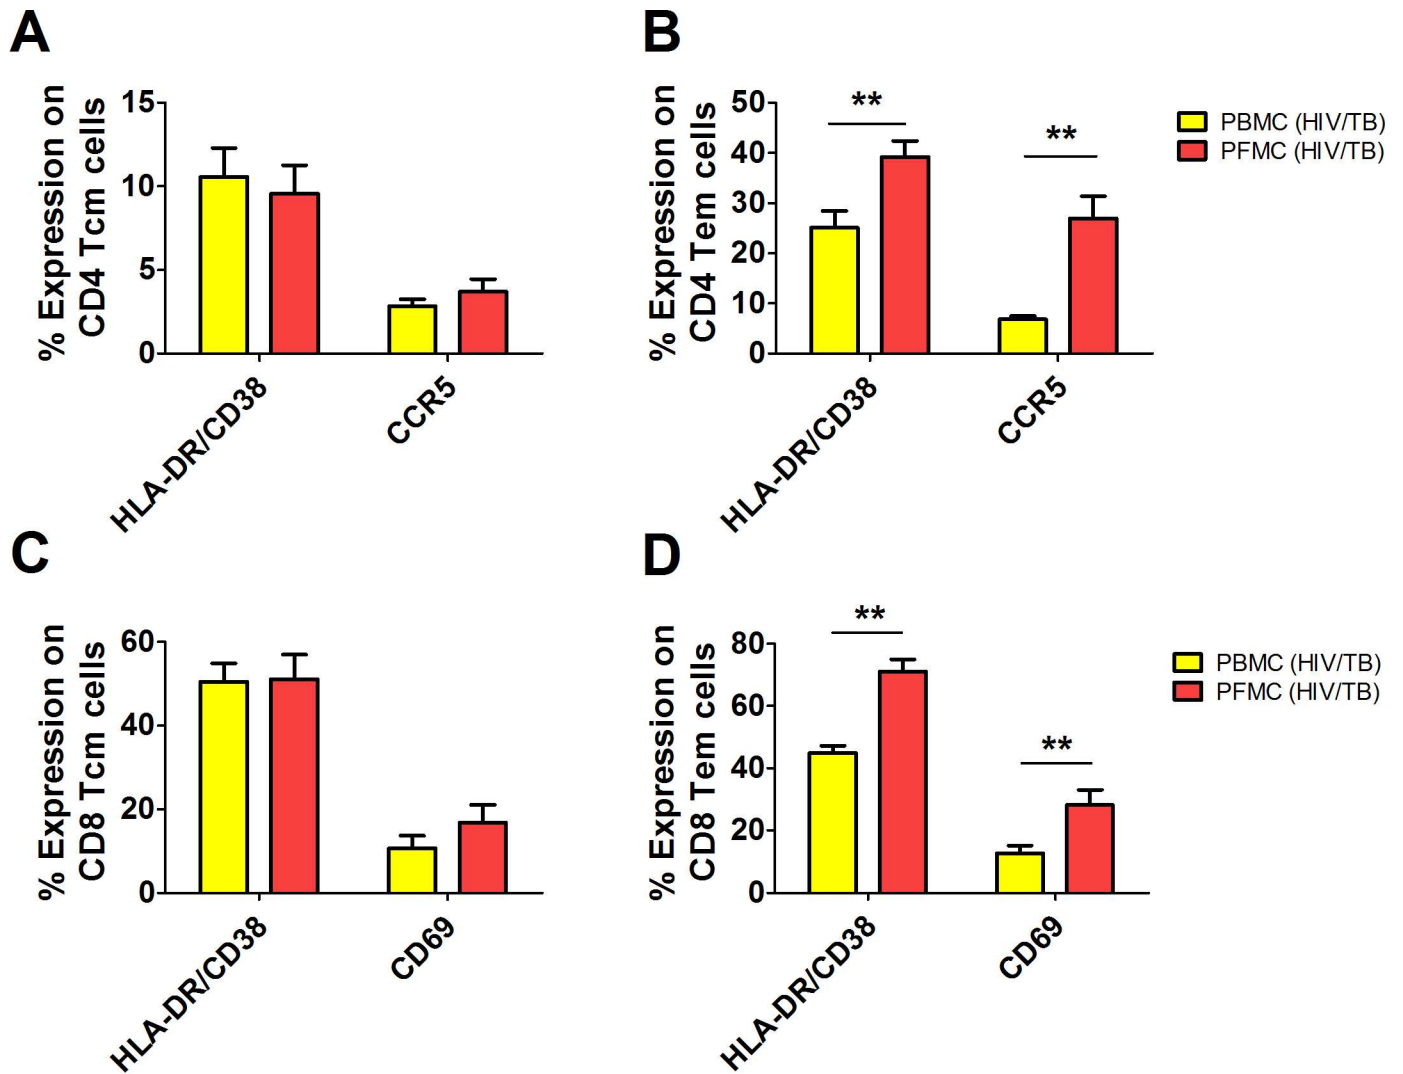 A
% Expression on
CD4 Tcm cells
15
10
5
0
HLA-DR/CD38
CCR5
B
% Expression on
CD4 Tem cells
50
40
30
20
10
0
**
**
HLA-DR/CD38
CCR5
PBMC (HIV/TB)
PFMC (HIV/TB)
C
% Expression on
CD8 Tcm cells
60
40
20
0
HLA-DR/CD38
CD69
D
% Expression on
CD8 Tem cells
80
60
40
20
0
**
**
HLA-DR/CD38
CD69
PBMC (HIV/TB)
PFMC (HIV/TB)